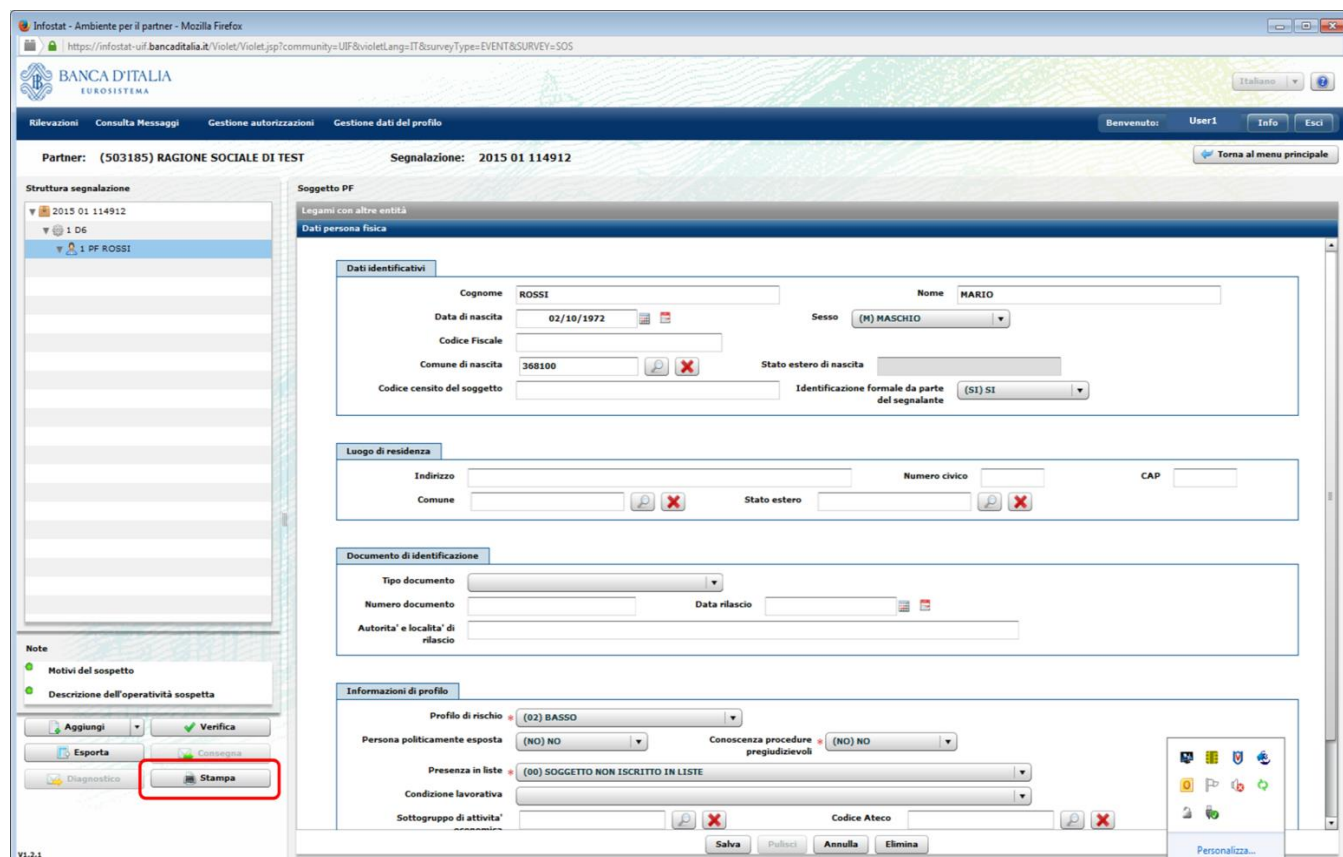 Infostat - Ambiente per il partner - Mozilla Firefox
https://infostat-uif.bancaditalia.it/Violet/Violet.jsp?community=UIF&violetLang=IT&surveyType=EVENT&SURVEY=SOS
BANCA D'ITALIA
EUROSISTEMA
Italiano
Rilevazioni Consulta Messaggi Gestione autorizzazioni Gestione dati del profilo Benvenuto: User1 Info Esci
Partner: (503185) RAGIONE SOCIALE DI TEST Segnalazione: 2015 01 114912 Torna al menu principale
Struttura segnalazione
2015 01 114912
1 D6
1 PF ROSSI
Note
Motivi del sospetto
Descrizione dell'operatività sospetta
Aggiungi Verifica
Esporta Consegna
Diagnostico Stampa
V1.2.1
Soggetto PF
Legami con altre entità
Dati persona fisica
Dati identificativi
Cognome ROSSI Nome MARIO
Data di nascita 02/10/1972 Sesso (M) MASCHIO
Codice Fiscale
Comune di nascita 368100 Stato estero di nascita
Codice censito del soggetto Identificazione formale da parte (SI) SI
del segnalante
Luogo di residenza
Indirizzo Numero civico CAP
Comune Stato estero
Documento di identificazione
Tipo documento
Numero documento Data rilascio
Autorita' e localita' di
rilascio
Informazioni di profilo
Profilo di rischio * (02) BASSO
Persona politicamente esposta (NO) NO Conoscenza procedure * (NO) NO
pregiudizievoli
Presenza in liste * (00) SOGGETTO NON ISCRITTO IN LISTE
Condizione lavorativa
Sottogruppo di attivita' Codice Ateco
economica
Salva Pulisci Annulla Elimina
Personalizza...